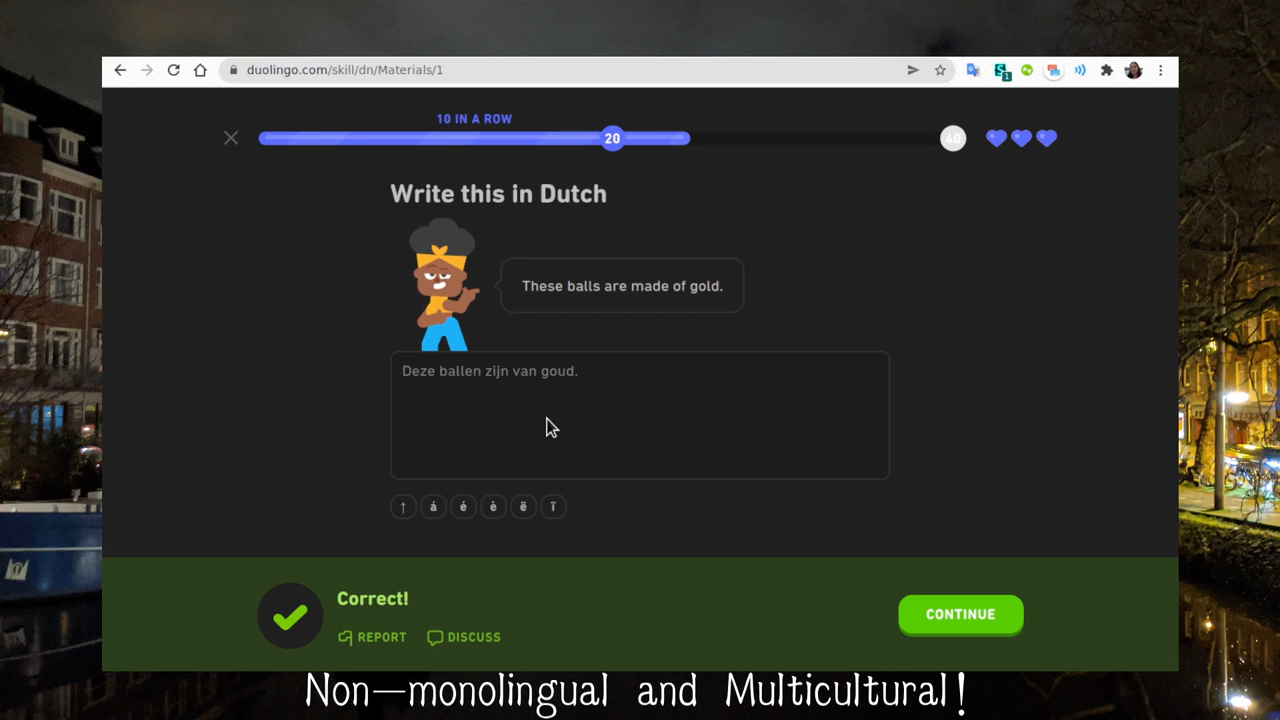 duolingo.com/skill/dn/Materials/1
10 IN A ROW
20
40
Write this in Dutch
These balls are made of gold.
Deze ballen zijn van goud.
↑ á é è ë ï
Correct!
REPORT DISCUSS
CONTINUE
Non—monolingual and Multicultural!